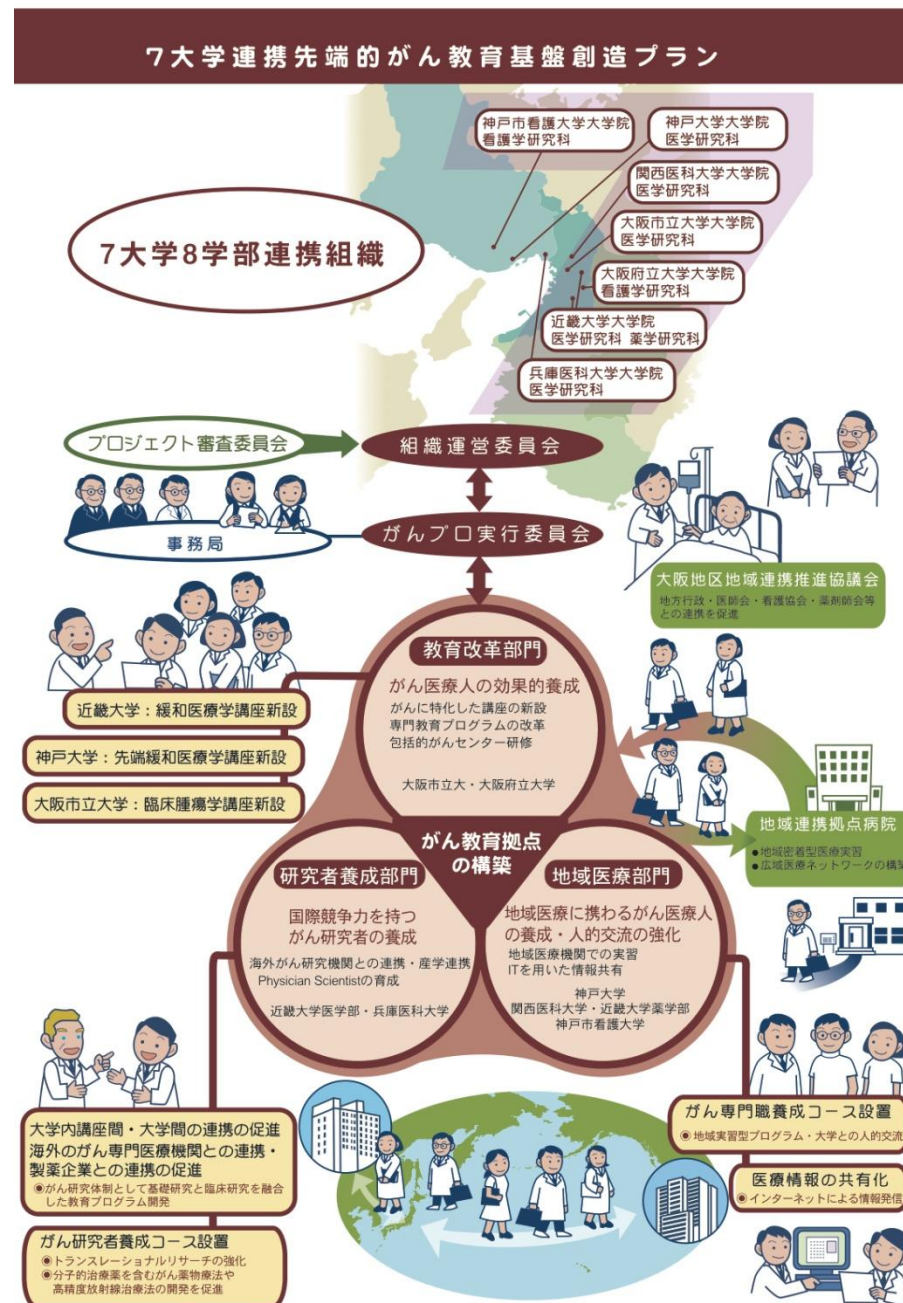 7大学連携先端的がん教育基盤創造プラン
神戸市看護大学大学院
看護学研究科
神戸大学大学院
医学研究科
関西医科大学大学院
医学研究科
大阪市立大学大学院
医学研究科
大阪府立大学大学院
看護学研究科
近畿大学大学院
医学研究科 薬学研究科
兵庫医科大学大学院
医学研究科
7大学8学部連携組織
プロジェクト審査委員会
組織運営委員会
がんプロ実行委員会
事務局
大阪地区地域連携推進協議会
地方行政・医師会・看護協会・薬剤師会等
との連携を促進
教育改革部門
がん医療人の効果的養成
がんに特化した講座の新設
専門教育プログラムの改革
包括的がんセンター研修
大阪市立大・大阪府立大学
近畿大学:緩和医療学講座新設
神戸大学:先端緩和医療学講座新設
大阪市立大学:臨床腫瘍学講座新設
地域連携拠点病院
●地域密着型医療実習
●広域医療ネットワークの構築
がん教育拠点
の構築
研究者養成部門
国際競争力を持つ
がん研究者の養成
海外がん研究機関との連携・産学連携
Physician Scientistの育成
近畿大学医学部・兵庫医科大学
地域医療部門
地域医療に携わるがん医療人
の養成・人的交流の強化
地域医療機関での実習
ITを用いた情報共有
神戸大学
関西医科大学・近畿大学薬学部
神戸市看護大学
大学内講座間・大学間の連携の促進
海外のがん専門医療機関との連携・
製薬企業との連携の促進
◉がん研究体制として基礎研究と臨床研究を融合
した教育プログラム開発
がん研究者養成コース設置
◉トランスレーショナルリサーチの強化
◉分子的治療薬を含むがん薬物療法や
高精度放射線治療法の開発を促進
がん専門職養成コース設置
◉地域実習型プログラム・大学との人的交流
医療情報の共有化
◉インターネットによる情報発信